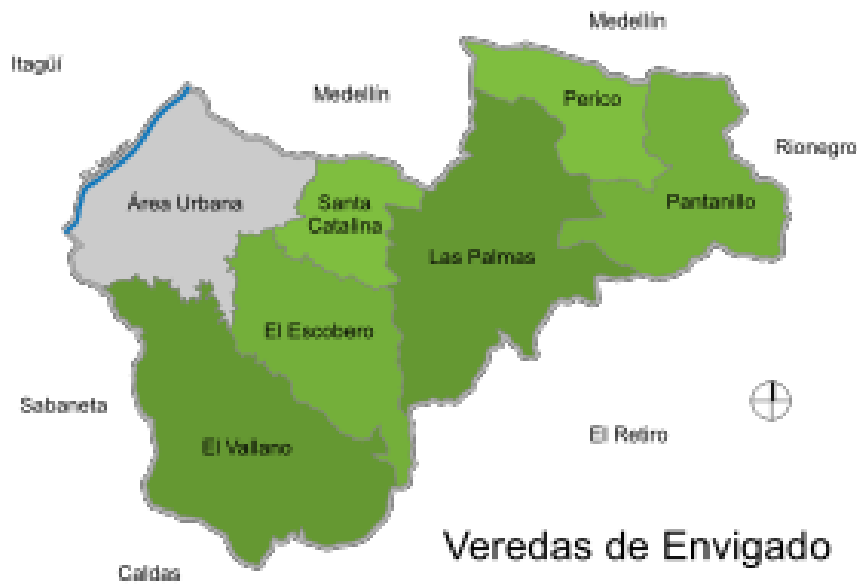 Medellín
Itagüí
Medellín
Perico
Rionegro
Área Urbana
Santa
Catalina
Pantanillo
Las Palmas
El Escobero
Sabaneta
El Retiro
El Vallano
Veredas de Envigado
Caldas